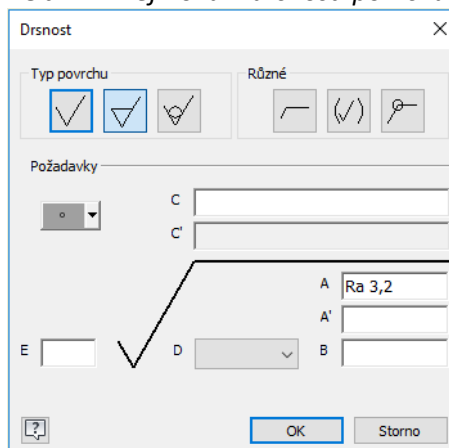 Drsnost
Typ povrchu
Různé
Požadavky
C
C'
A Ra 3,2
A'
E
D
B
OK
Storno